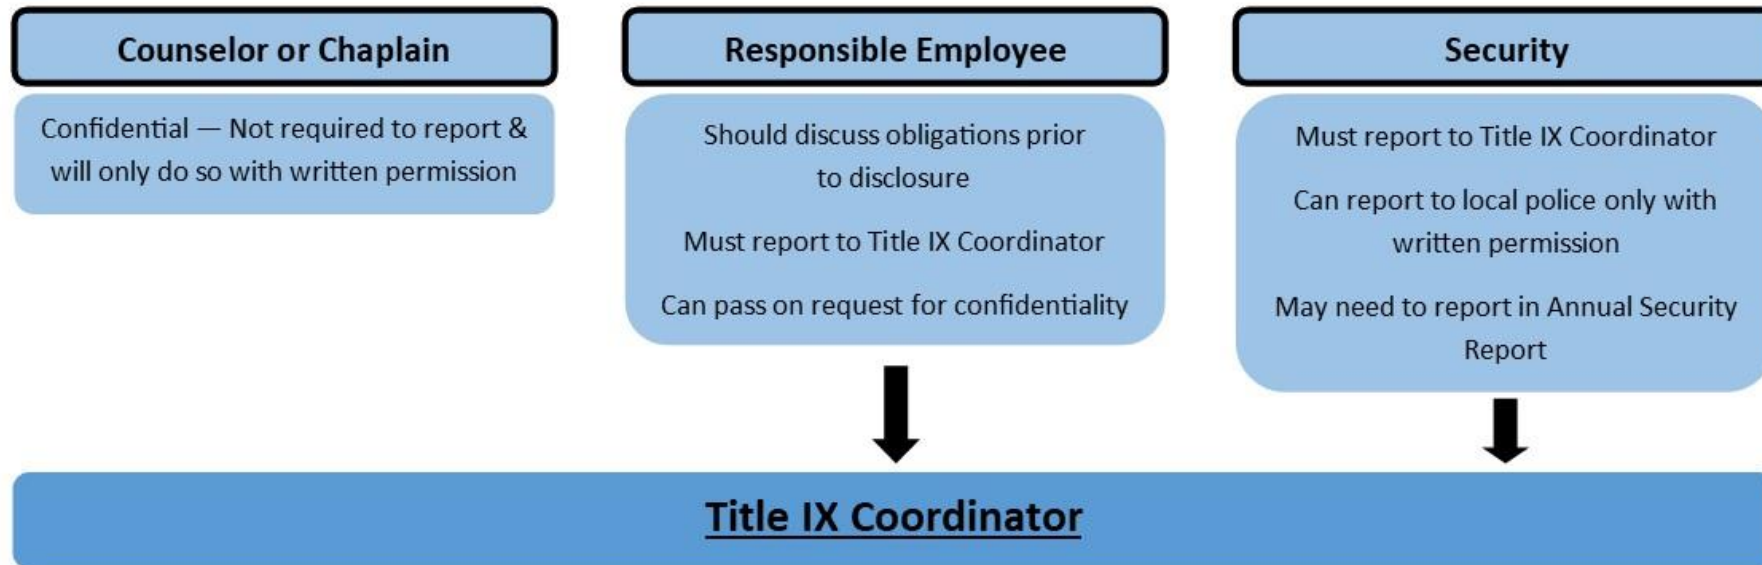 Counselor or Chaplain
Confidential — Not required to report &
will only do so with written permission
Responsible Employee
Should discuss obligations prior
to disclosure
Must report to Title IX Coordinator
Can pass on request for confidentiality
Security
Must report to Title IX Coordinator
Can report to local police only with
written permission
May need to report in Annual Security
Report
Title IX Coordinator